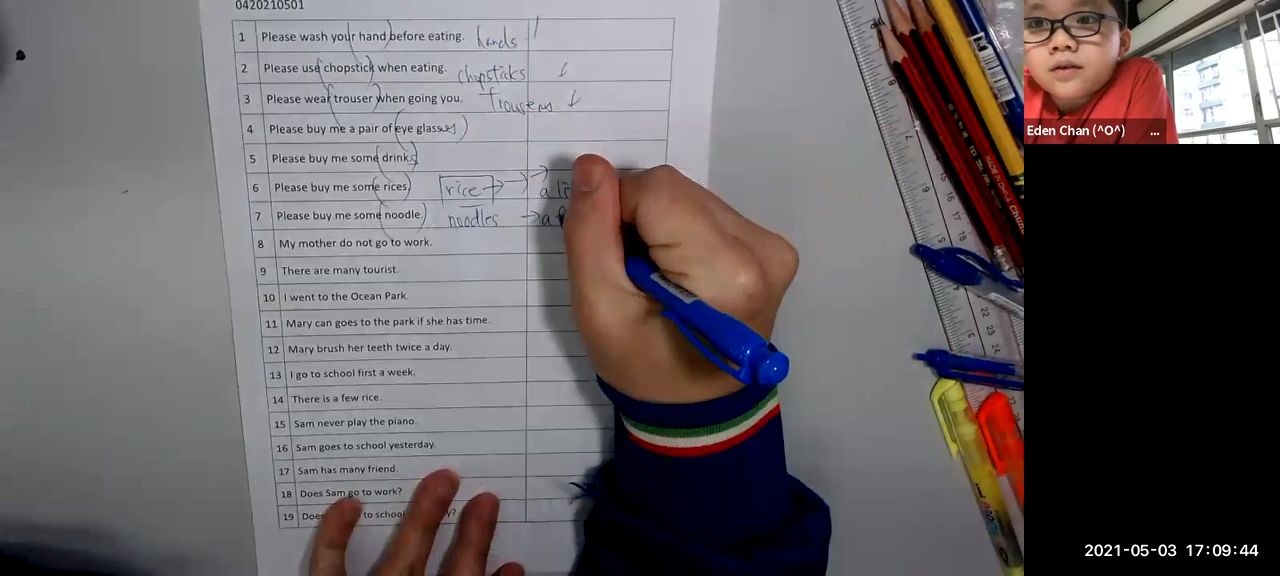 0420210501
1 Please wash your hand before eating. hands
2 Please use chopstick when eating. chopsticks
3 Please wear trouser when going you. Trousers
4 Please buy me a pair of eye glasses
5 Please buy me some drinks
6 Please buy me some rices rice → a
7 Please buy me some noodle noodles → a
8 My mother do not go to work.
9 There are many tourist.
10 I went to the Ocean Park.
11 Mary can goes to the park if she has time.
12 Mary brush her teeth twice a day.
13 I go to school first a week.
14 There is a few rice.
15 Sam never play the piano.
16 Sam goes to school yesterday.
17 Sam has many friend.
18 Does Sam go to work?
19 to school
Eden Chan (^O^) ...
2021-05-03 17:09:44